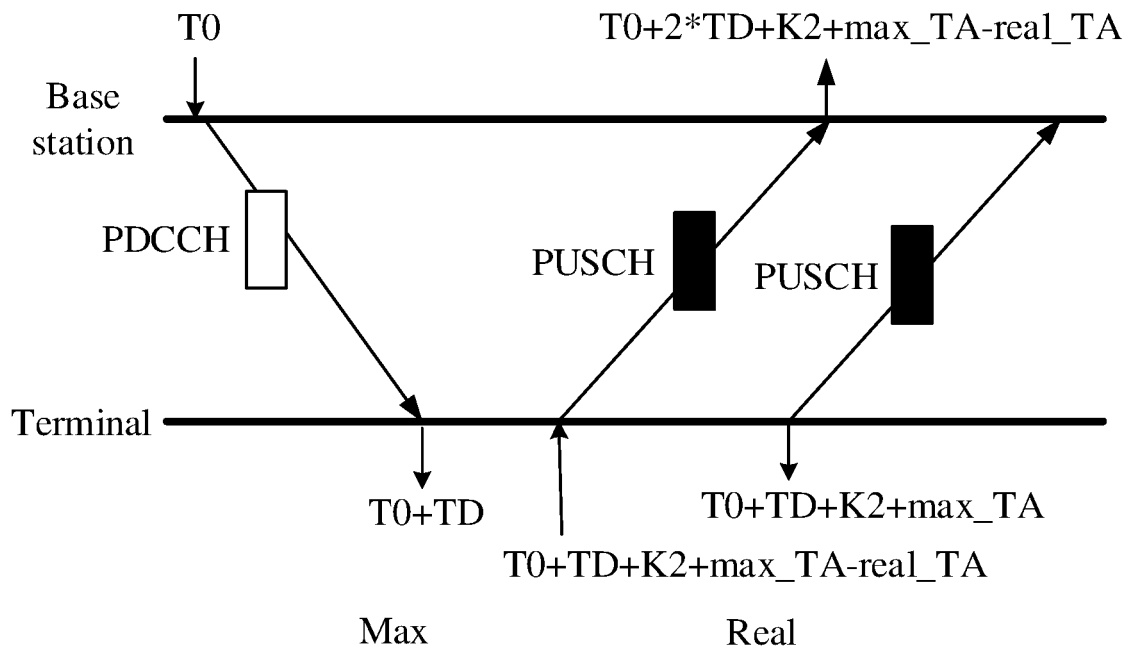 T0
T0+2*TD+K2+max_TA-real_TA
Base
station
PDCCH
PUSCH
PUSCH
Terminal
T0+TD
T0+TD+K2+max_TA
T0+TD+K2+max_TA-real_TA
Max
Real